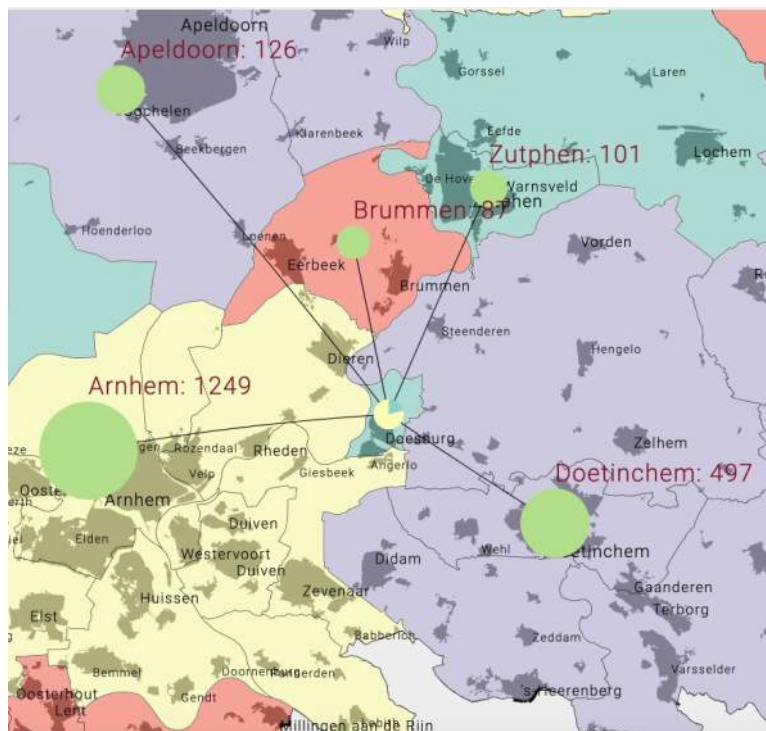 Apeldoorn
Apeldoorn: 126
Wilp
Gorssel
Laren
Beekbergen
Klarenbeek
Eefde
Lochem
Zutphen: 101
De Hove
Warnsveld
Brummen: 87
Hoenderloo
Loenen
Eerbeek
Brummen
Vorden
Steenderen
Hengelo
Dieren
Arnhem: 1249
Doesburg
Zelhem
Rozendaal
Rheden
Velp
Giesbeek
Angerlo
Doetinchem: 497
Arnhem
Elden
Duiven
Westervoort
Duiven
Wehl
Didam
Gaanderen
Terborg
Huissen
Zevenaar
Elst
Babberich
Zeddam
Varsselder
Bemmel
Doornenburg
Gendt
's-Heerenberg
Oosterhout
Lent
Millingen aan de Rijn